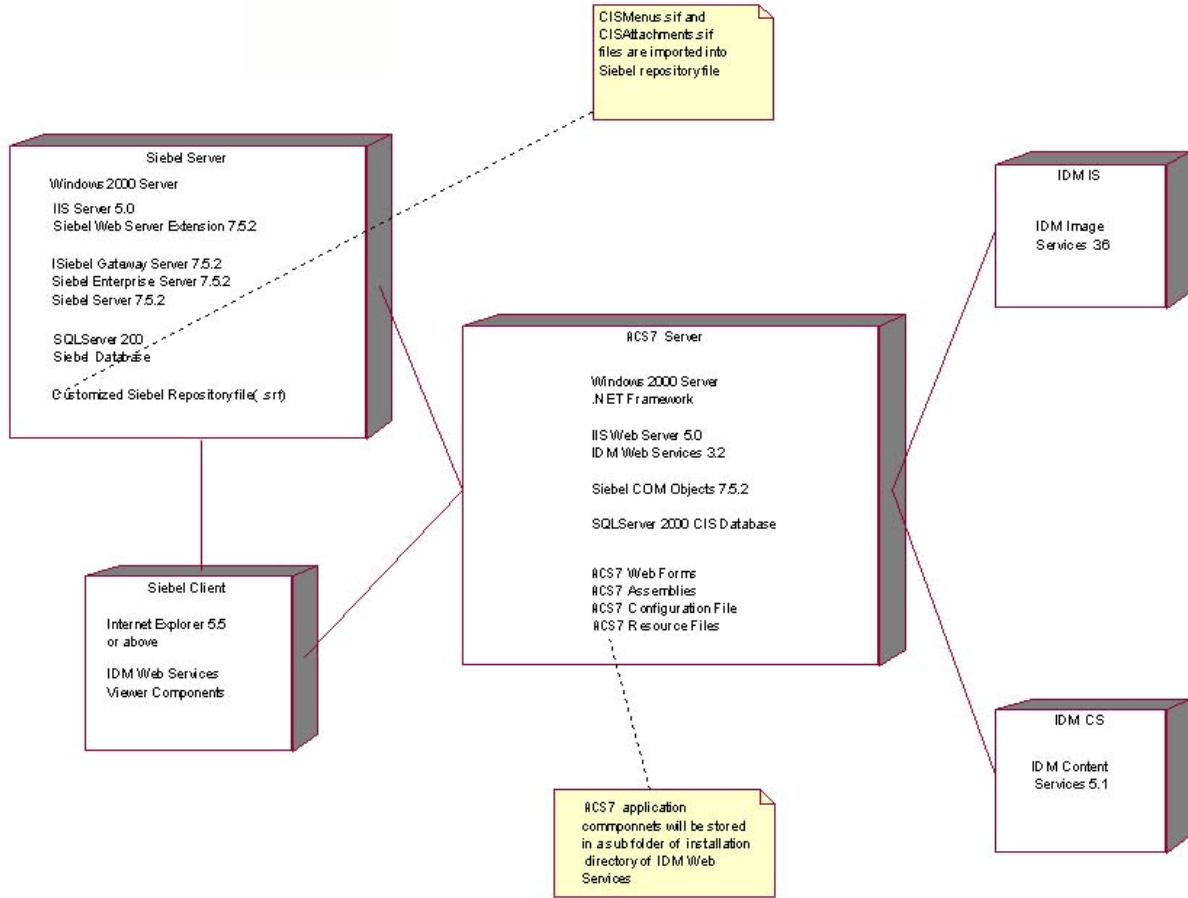 CISMenus.sif and
CISAttachments.sif
files are imported into
Siebel repository file
Siebel Server
Windows 2000 Server
IIS Server 5.0
Siebel Web Server Extension 7.5.2
ISiebel Gateway Server 7.5.2
Siebel Enterprise Server 7.5.2
Siebel Server 7.5.2
SQLServer 200
Siebel Database
Customized Siebel Repository file( .srf)
IDM IS
IDM Image
Services 3.6
ACS7 Server
Windows 2000 Server
.NET Framework
IIS Web Server 5.0
IDM Web Services 3.2
Siebel COM Objects 7.5.2
SQLServer 2000 CIS Database
ACS7 Web Forms
ACS7 Assemblies
ACS7 Configuration File
ACS7 Resource Files
Siebel Client
Internet Explorer 5.5
or above
IDM Web Services
Viewer Components
IDM CS
IDM Content
Services 5.1
ACS7 application
commponnets will be stored
in a sub folder of installation
directory of IDM Web
Services